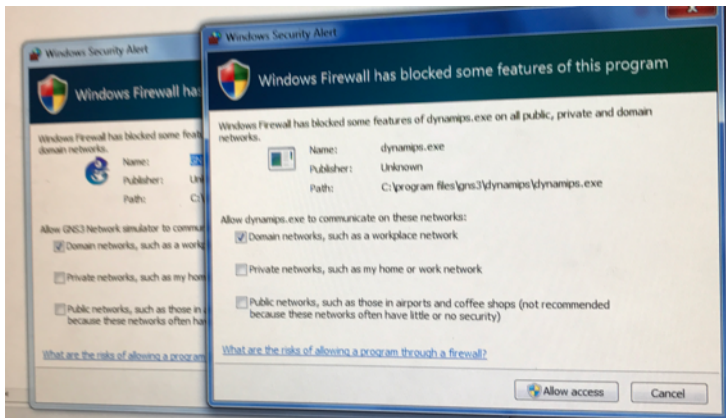 Windows Security Alert
Windows Firewall ha
Windows Firewall has blocked some feat
domain networks.
Name:
Publisher:
Path:
Allow GNS3 Network simulator to commu
Domain networks, such as a workp
Private networks, such as my hom
Public networks, such as those in
because these networks often ha
What are the risks of allowing a program
Windows Security Alert
Windows Firewall has blocked some features of this program
Windows Firewall has blocked some features of dynamips.exe on all public, private and domain
networks.
Name: dynamips.exe
Publisher: Unknown
Path: C:\program files\gns3\dynamips\dynamips.exe
Allow dynamips.exe to communicate on these networks:
Domain networks, such as a workplace network
Private networks, such as my home or work network
Public networks, such as those in airports and coffee shops (not recommended
because these networks often have little or no security)
What are the risks of allowing a program through a firewall?
Allow access
Cancel